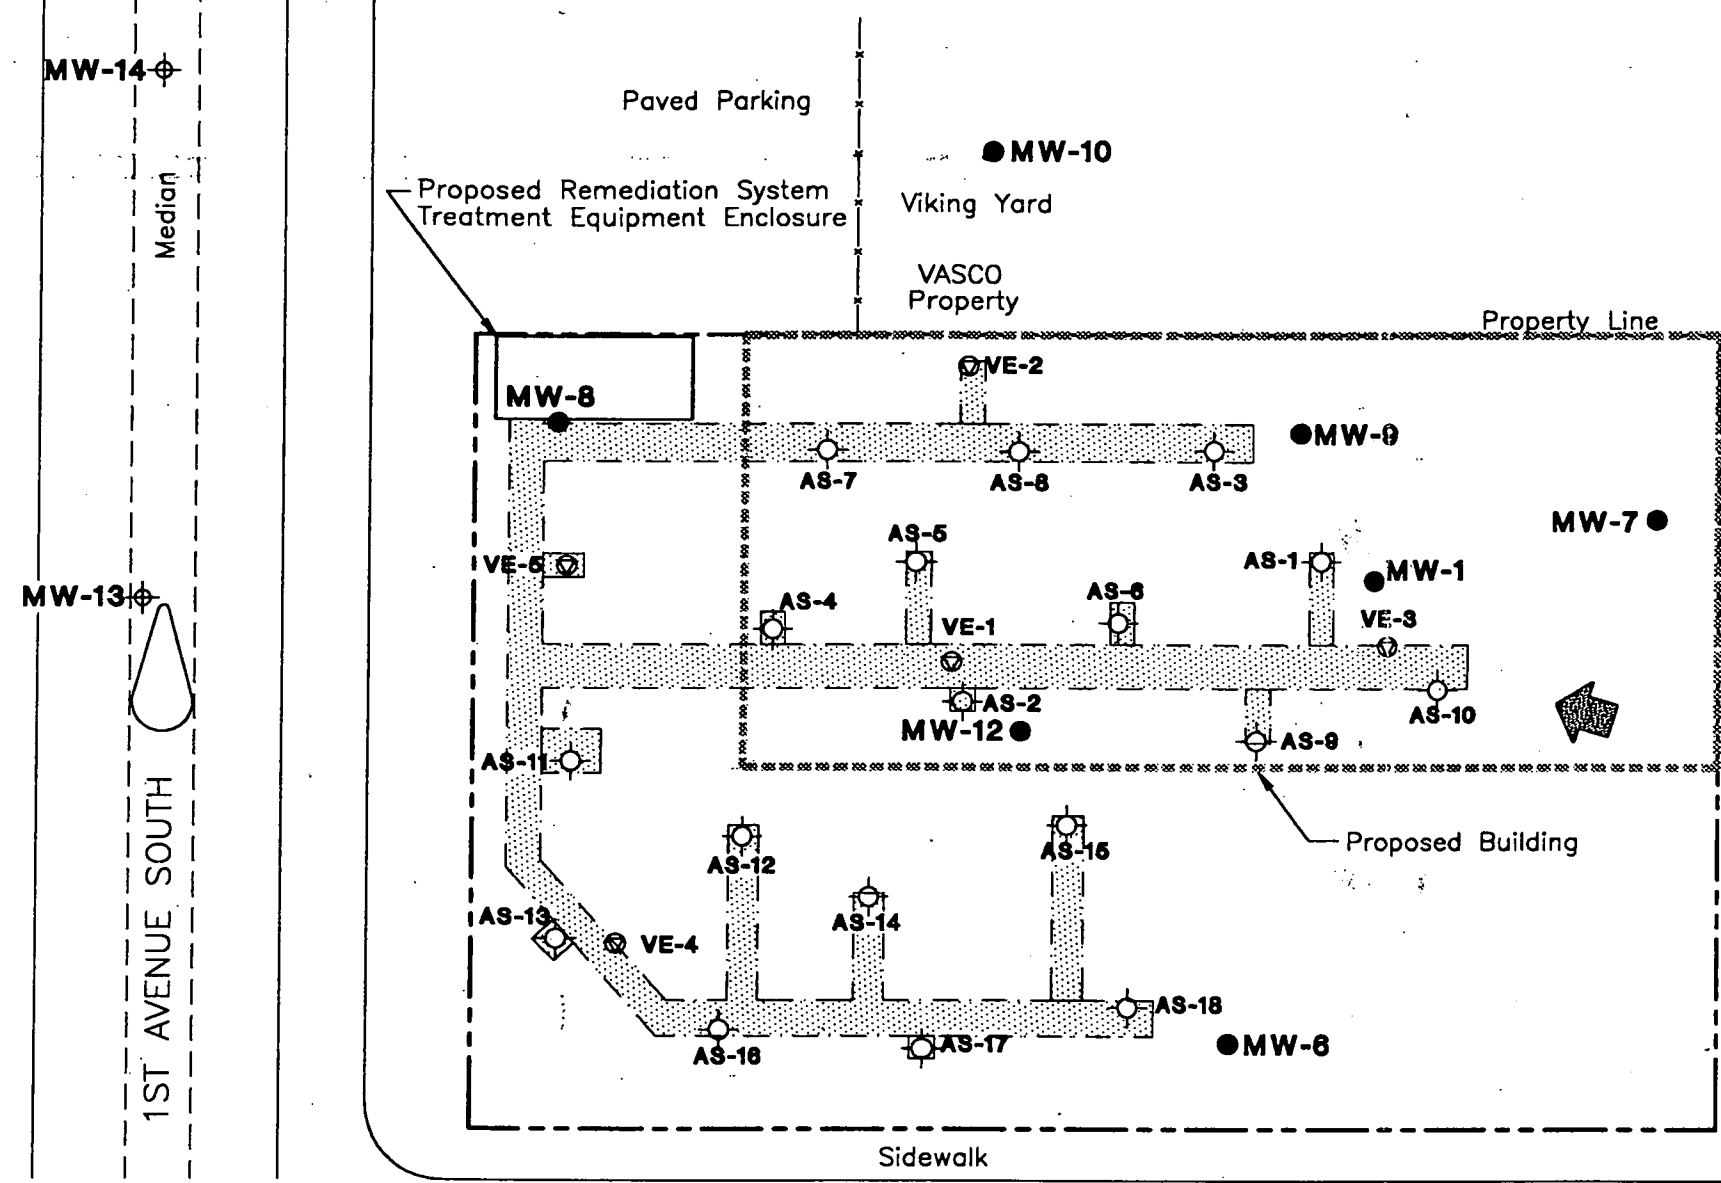 MW-14
Paved Parking
MW-10
Median
Proposed Remediation System
Treatment Equipment Enclosure
Viking Yard
VASCO
Property
Property Line
VE-2
MW-8
MW-9
AS-7
AS-8
AS-3
MW-7
AS-5
AS-1
VE-5
MW-1
MW-13
AS-4
AS-6
VE-1
VE-3
AS-2
AS-10
MW-12
AS-9
AS-11
1ST AVENUE SOUTH
Proposed Building
AS-12
AS-15
AS-13
AS-14
VE-4
AS-18
AS-16
AS-17
MW-6
Sidewalk